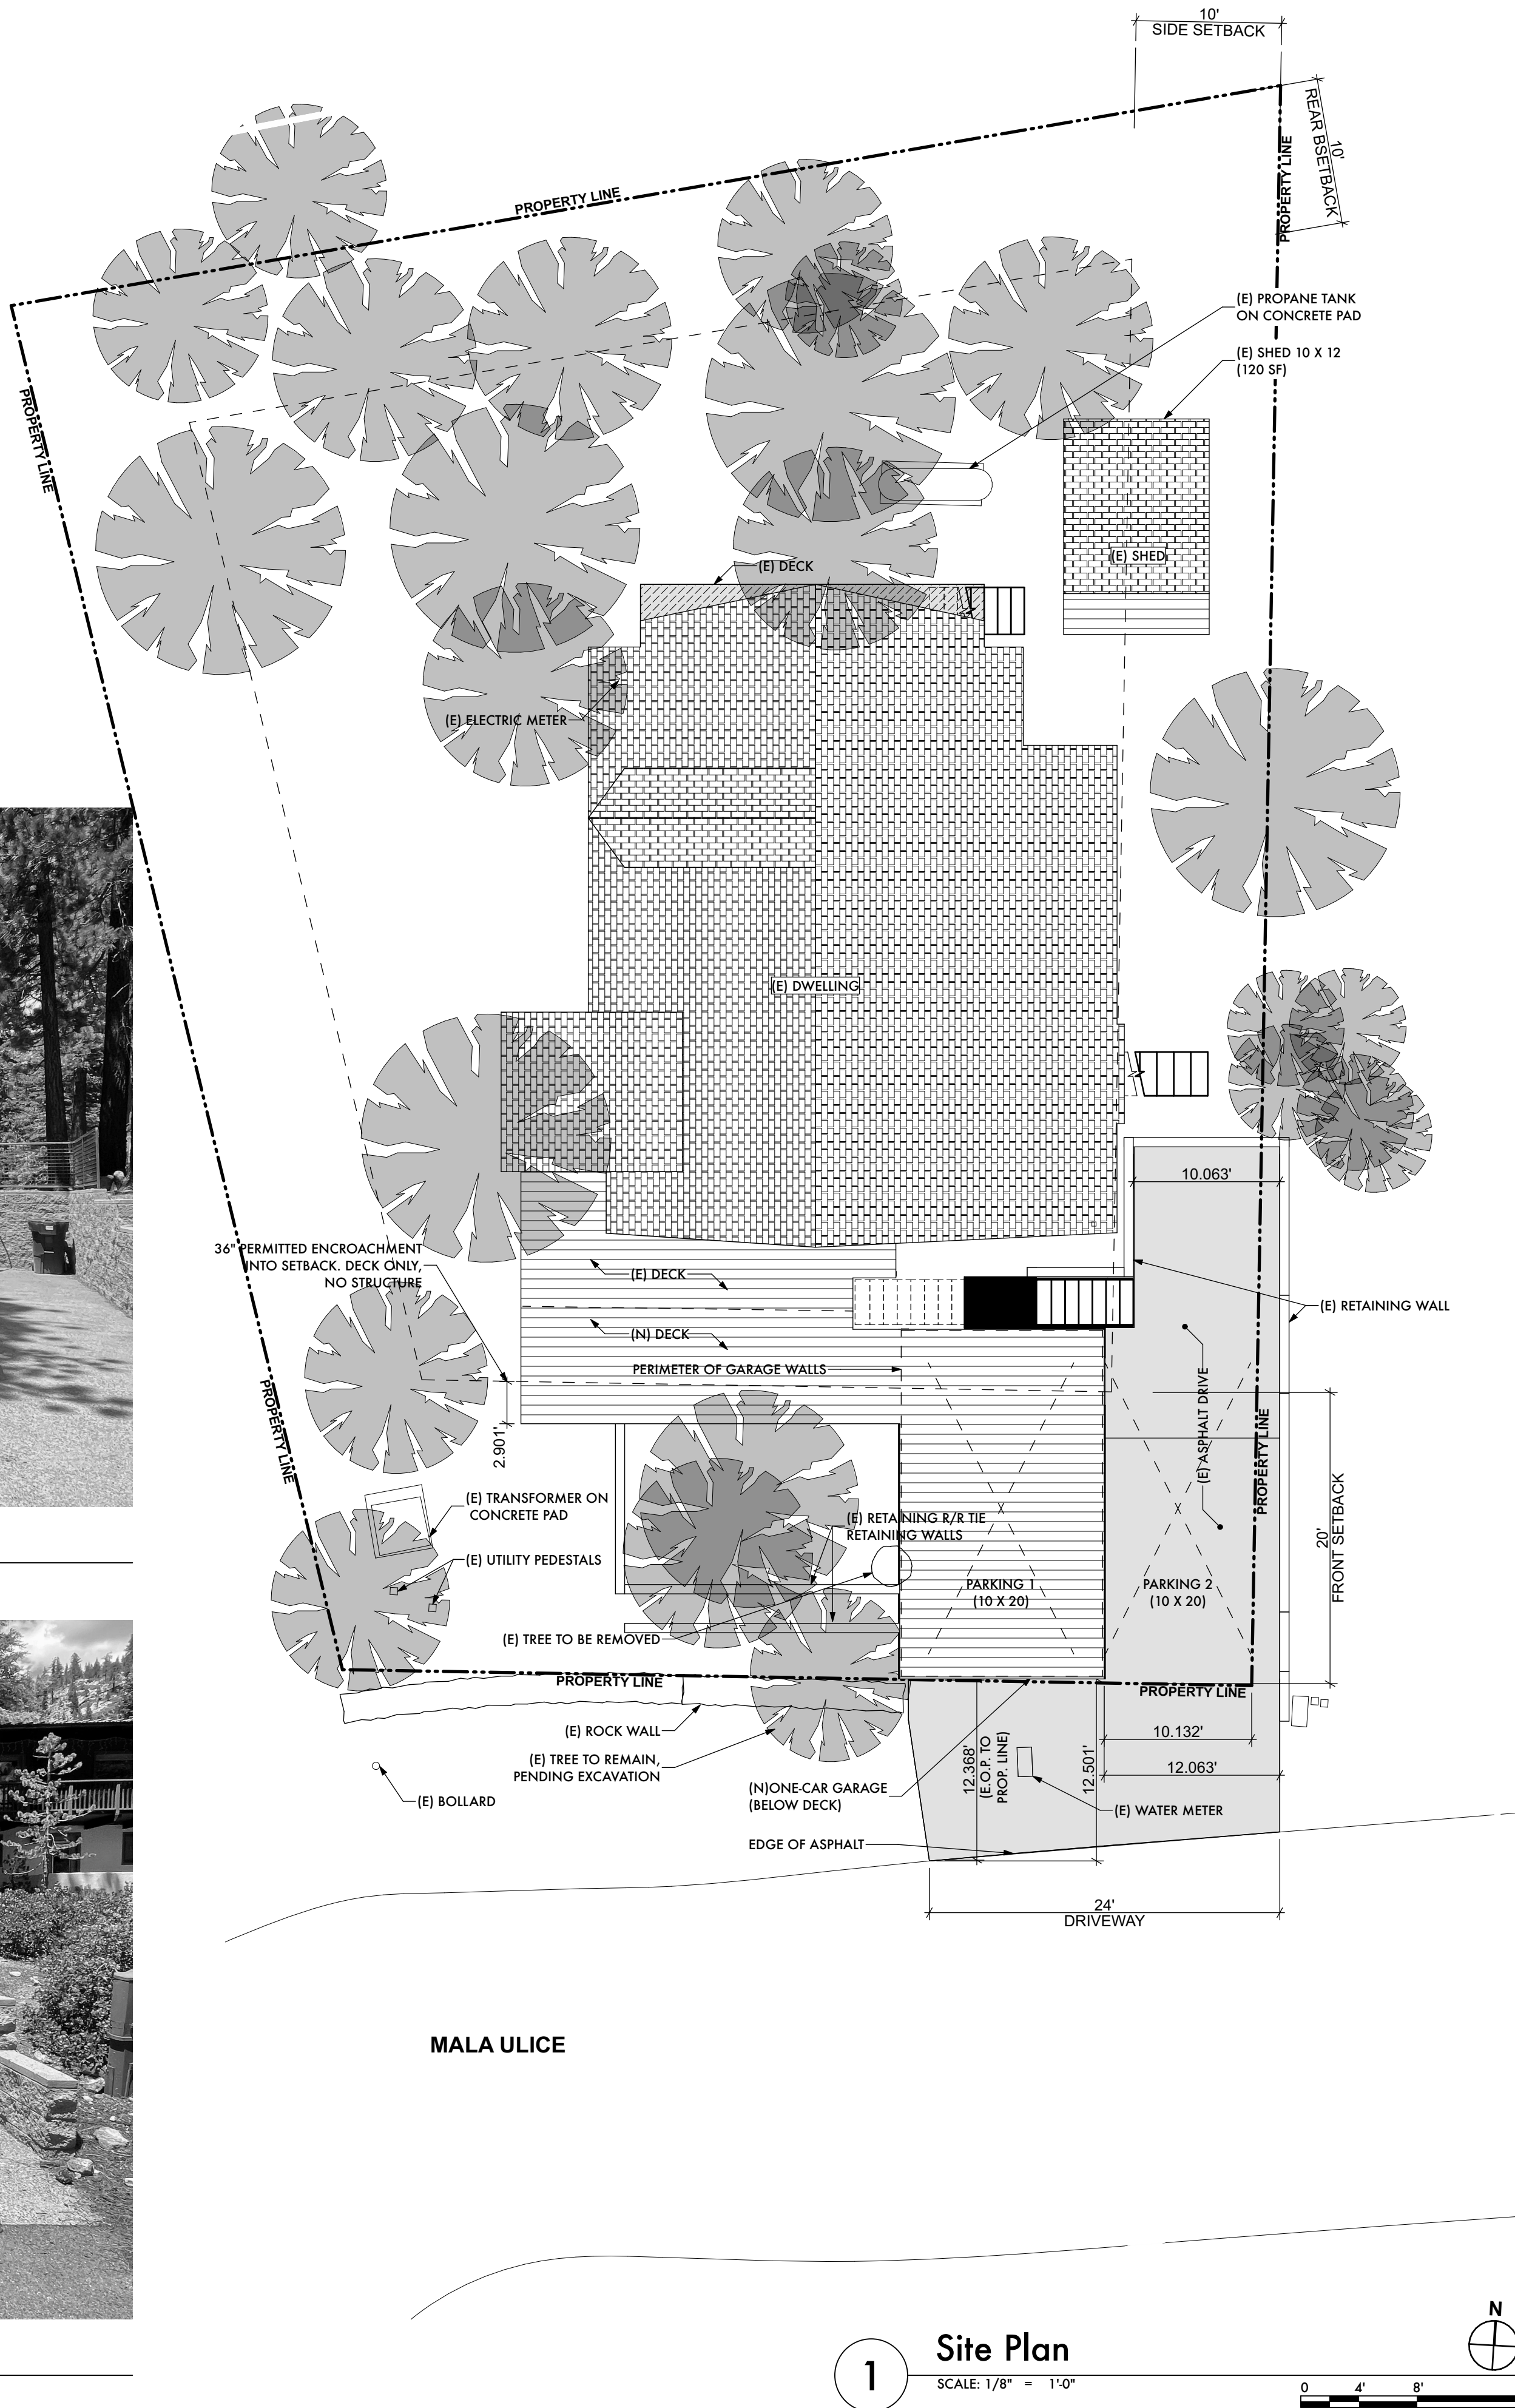 10'
SIDE SETBACK
REAR BSETBACK
10'
PROPERTY LINE
PROPERTY LINE
(E) PROPANE TANK
ON CONCRETE PAD
(E) SHED 10 X 12
(120 SF)
PROPERTY LINE
(E) SHED
(E) DECK
(E) ELECTRIC METER
(E) DWELLING
10.063'
36" PERMITTED ENCROACHMENT
INTO SETBACK. DECK ONLY,
NO STRUCTURE
(E) DECK
(E) RETAINING WALL
(N) DECK
PERIMETER OF GARAGE WALLS
(E) ASPHALT DRIVE
PROPERTY LINE
PROPERTY LINE
2.901'
20'
FRONT SETBACK
(E) TRANSFORMER ON
CONCRETE PAD
(E) RETAINING R/R TIE
RETAINING WALLS
(E) UTILITY PEDESTALS
PARKING 1
(10 X 20)
PARKING 2
(10 X 20)
(E) TREE TO BE REMOVED
PROPERTY LINE
PROPERTY LINE
(E) ROCK WALL
10.132'
(E) TREE TO REMAIN,
PENDING EXCAVATION
12.368'
(E.O.P. TO
PROP. LINE)
12.501'
12.063'
(N)ONE-CAR GARAGE
(BELOW DECK)
(E) BOLLARD
(E) WATER METER
EDGE OF ASPHALT
24'
DRIVEWAY
MALA ULICE
N
1
Site Plan
SCALE: 1/8" = 1'-0"
0 4' 8'